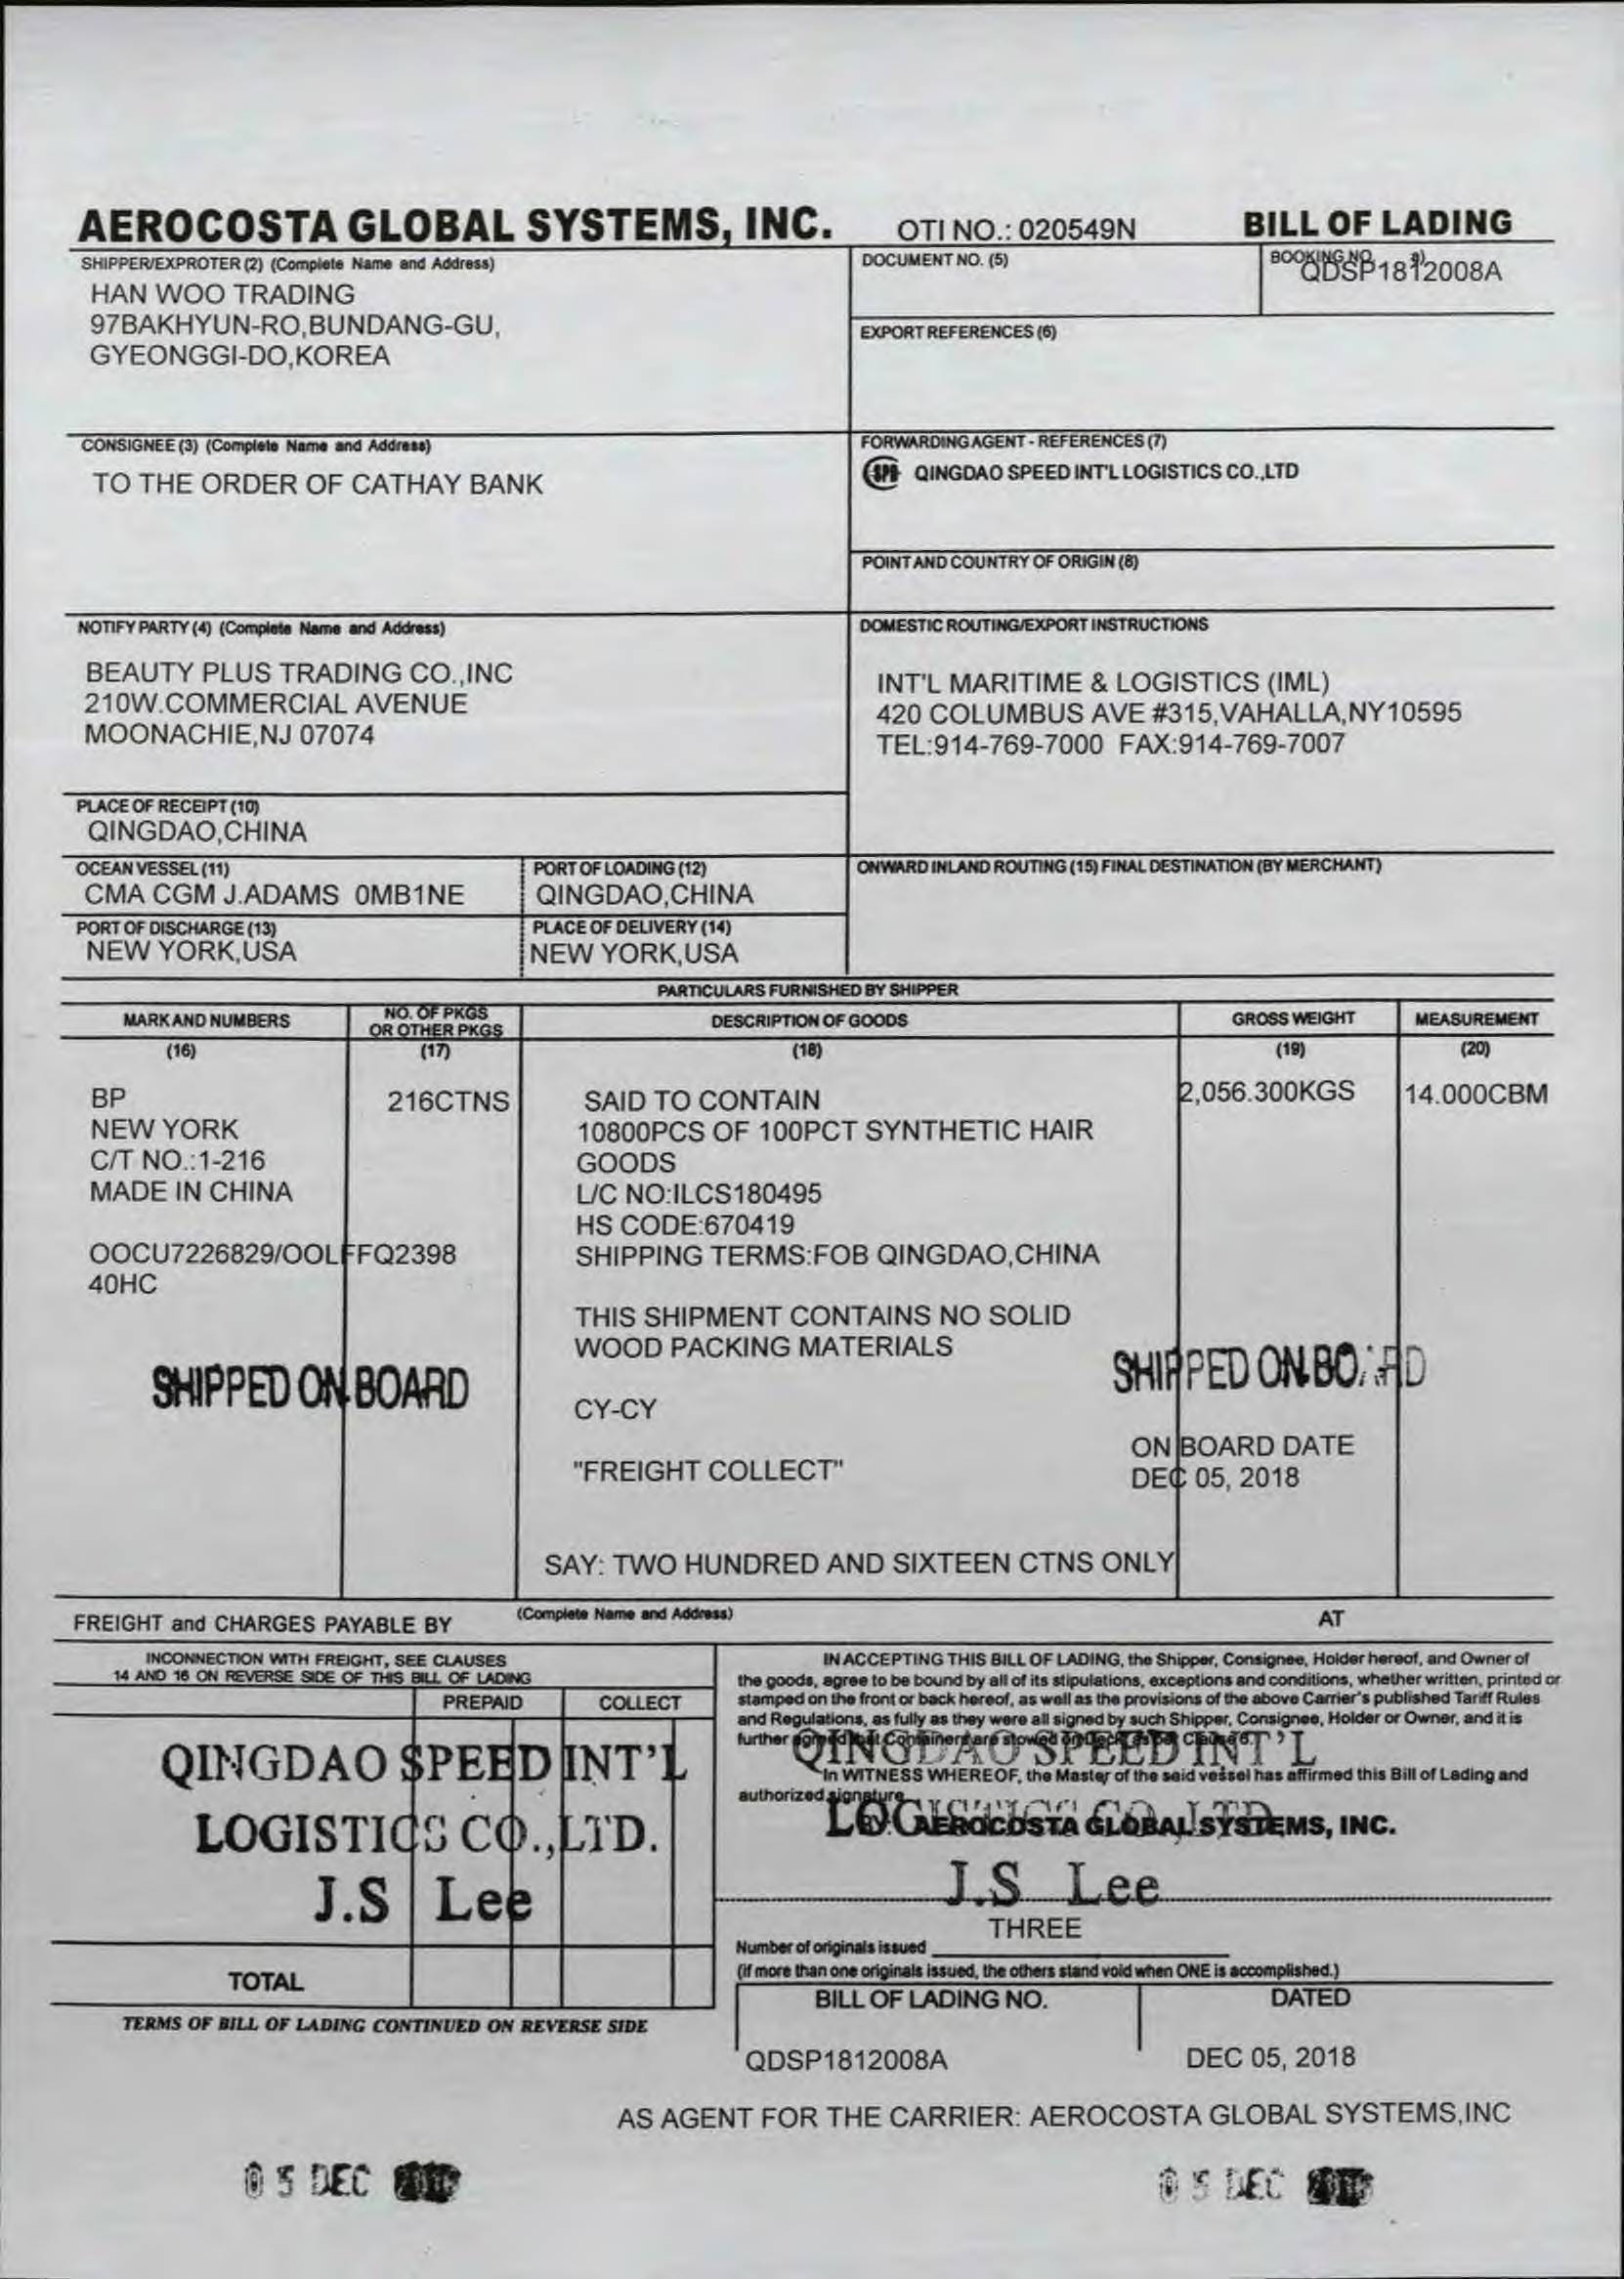 AEROCOSTA GLOBAL SYSTEMS, INC. OTI NO.: 020549N BILL OF LADING
SHIPPER/EXPROTER (2) (Complete Name and Address)
HAN WOO TRADING
97BAKHYUN-RO,BUNDANG-GU,
GYEONGGI-DO,KOREA
DOCUMENT NO. (5)
BOOKING NO.
QDSP1812008A
EXPORT REFERENCES (6)
CONSIGNEE (3) (Complete Name and Address)
TO THE ORDER OF CATHAY BANK
FORWARDING AGENT - REFERENCES (7)
QINGDAO SPEED INT'L LOGISTICS CO.,LTD
POINT AND COUNTRY OF ORIGIN (8)
NOTIFY PARTY (4) (Complete Name and Address)
BEAUTY PLUS TRADING CO.,INC
210W.COMMERCIAL AVENUE
MOONACHIE,NJ 07074
DOMESTIC ROUTING/EXPORT INSTRUCTIONS
INT'L MARITIME & LOGISTICS (IML)
420 COLUMBUS AVE #315,VAHALLA,NY10595
TEL:914-769-7000 FAX:914-769-7007
PLACE OF RECEIPT (10)
QINGDAO,CHINA
OCEAN VESSEL (11)
CMA CGM J.ADAMS 0MB1NE
PORT OF LOADING (12)
QINGDAO,CHINA
ONWARD INLAND ROUTING (15) FINAL DESTINATION (BY MERCHANT)
PORT OF DISCHARGE (13)
NEW YORK,USA
PLACE OF DELIVERY (14)
NEW YORK,USA
PARTICULARS FURNISHED BY SHIPPER
MARK AND NUMBERS
(16)
NO. OF PKGS
OR OTHER PKGS
(17)
DESCRIPTION OF GOODS
(18)
GROSS WEIGHT
(19)
MEASUREMENT
(20)
BP
NEW YORK
C/T NO.:1-216
MADE IN CHINA
OOCU7226829/OOLFFQ2398
40HC
216CTNS
SAID TO CONTAIN
10800PCS OF 100PCT SYNTHETIC HAIR
GOODS
L/C NO:ILCS180495
HS CODE:670419
SHIPPING TERMS:FOB QINGDAO,CHINA
THIS SHIPMENT CONTAINS NO SOLID
WOOD PACKING MATERIALS
CY-CY
"FREIGHT COLLECT"
2,056.300KGS
14.000CBM
SHIPPED ON BOARD
SHIPPED ON BOARD
ON BOARD DATE
DEC 05, 2018
SAY: TWO HUNDRED AND SIXTEEN CTNS ONLY
FREIGHT and CHARGES PAYABLE BY (Complete Name and Address) AT
INCONNECTION WITH FREIGHT, SEE CLAUSES
14 AND 16 ON REVERSE SIDE OF THIS BILL OF LADING
PREPAID COLLECT
QINGDAO SPEED INT'L
LOGISTICS CO.,LTD.
J.S Lee
TOTAL
TERMS OF BILL OF LADING CONTINUED ON REVERSE SIDE
IN ACCEPTING THIS BILL OF LADING, the Shipper, Consignee, Holder hereof, and Owner of
the goods, agree to be bound by all of its stipulations, exceptions and conditions, whether written, printed or
stamped on the front or back hereof, as well as the provisions of the above Carrier's published Tariff Rules
and Regulations, as fully as they were all signed by such Shipper, Consignee, Holder or Owner, and it is
further agreed that Containers are stowed on Deck, as per Clause 6.
QINGDAO SPEED INT'L
In WITNESS WHEREOF, the Master of the said vessel has affirmed this Bill of Lading and
authorized signature
LOGISTICS CO.,LTD.
AEROCOSTA GLOBAL SYSTEMS, INC.
J.S Lee
Number of originals issued THREE
(if more than one originals issued, the others stand void when ONE is accomplished.)
BILL OF LADING NO.
QDSP1812008A
DATED
DEC 05, 2018
AS AGENT FOR THE CARRIER: AEROCOSTA GLOBAL SYSTEMS,INC
05 DEC
05 DEC